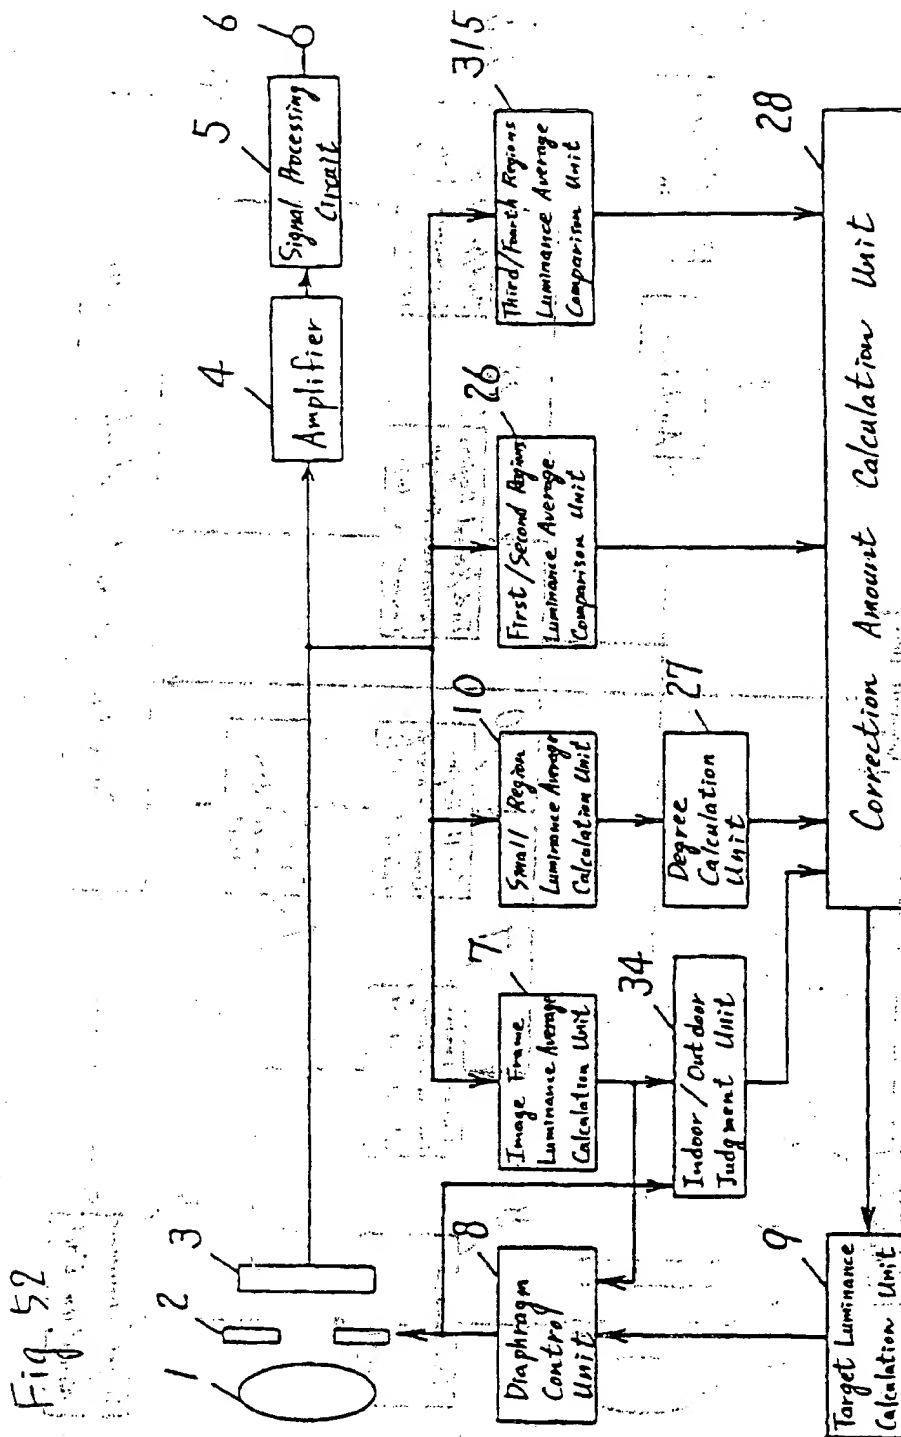 Fig. 52
1
2
3
4
Amplifier
5
Signal Processing
Circuit
6
8
Diaphragm
Control
Unit
7
Image Frame
Luminance Average
Calculation Unit
10
Small Region
Luminance Average
Calculation Unit
26
First/Second Regions
Luminance Average
Comparison Unit
315
Third/Fourth Regions
Luminance Average
Comparison Unit
34
Indoor/Outdoor
Judgment Unit
27
Degree
Calculation
Unit
9
Target Luminance
Calculation Unit
28
Correction Amount Calculation Unit